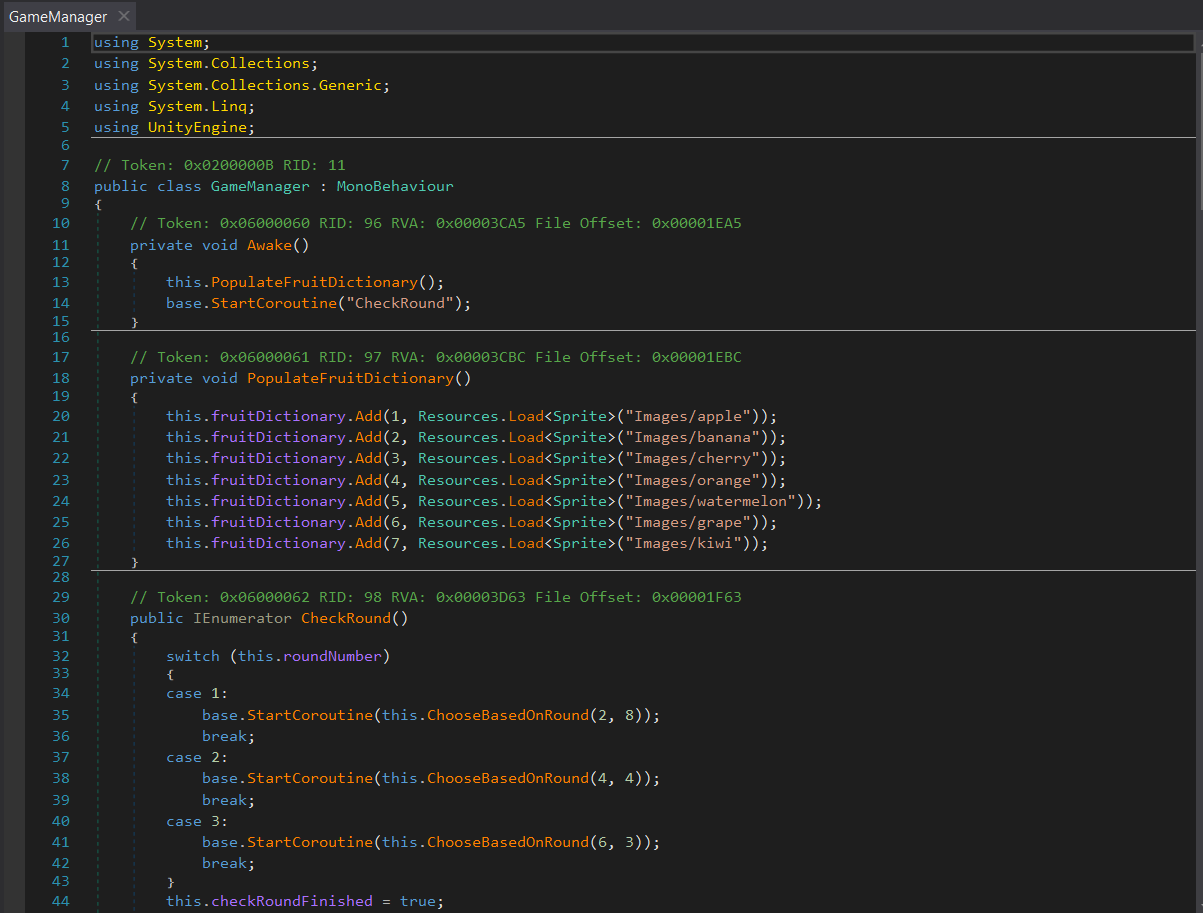 GameManager ×
1 using System;
2 using System.Collections;
3 using System.Collections.Generic;
4 using System.Linq;
5 using UnityEngine;
6
7 // Token: 0x0200000B RID: 11
8 public class GameManager : MonoBehaviour
9 {
10     // Token: 0x06000060 RID: 96 RVA: 0x00003CA5 File Offset: 0x00001EA5
11     private void Awake()
12     {
13         this.PopulateFruitDictionary();
14         base.StartCoroutine("CheckRound");
15     }
16
17     // Token: 0x06000061 RID: 97 RVA: 0x00003CBC File Offset: 0x00001EBC
18     private void PopulateFruitDictionary()
19     {
20         this.fruitDictionary.Add(1, Resources.Load<Sprite>("Images/apple"));
21         this.fruitDictionary.Add(2, Resources.Load<Sprite>("Images/banana"));
22         this.fruitDictionary.Add(3, Resources.Load<Sprite>("Images/cherry"));
23         this.fruitDictionary.Add(4, Resources.Load<Sprite>("Images/orange"));
24         this.fruitDictionary.Add(5, Resources.Load<Sprite>("Images/watermelon"));
25         this.fruitDictionary.Add(6, Resources.Load<Sprite>("Images/grape"));
26         this.fruitDictionary.Add(7, Resources.Load<Sprite>("Images/kiwi"));
27     }
28
29     // Token: 0x06000062 RID: 98 RVA: 0x00003D63 File Offset: 0x00001F63
30     public IEnumerator CheckRound()
31     {
32         switch (this.roundNumber)
33         {
34         case 1:
35             base.StartCoroutine(this.ChooseBasedOnRound(2, 8));
36             break;
37         case 2:
38             base.StartCoroutine(this.ChooseBasedOnRound(4, 4));
39             break;
40         case 3:
41             base.StartCoroutine(this.ChooseBasedOnRound(6, 3));
42             break;
43         }
44         this.checkRoundFinished = true;